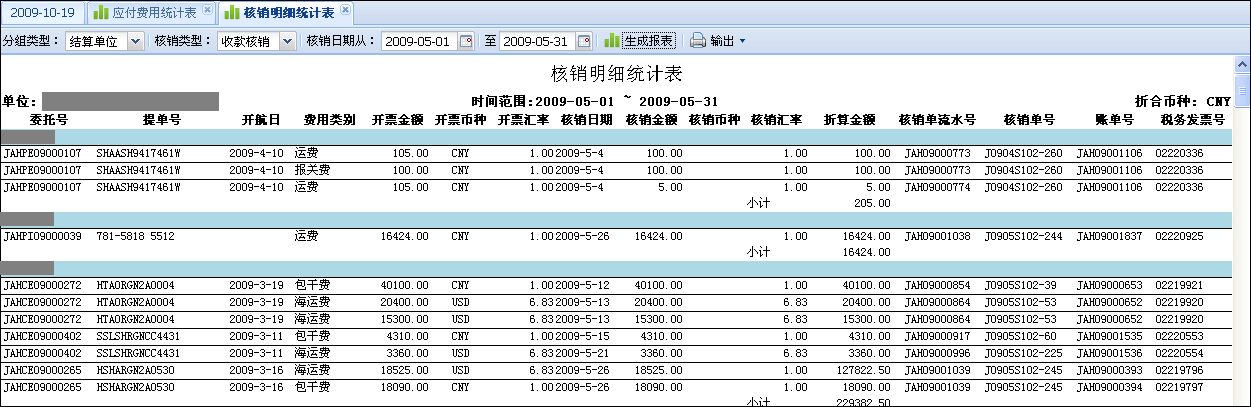 2009-10-19 应付费用统计表 核销明细统计表
分组类型： 结算单位 核销类型： 收款核销 核销日期从： 2009-05-01 至 2009-05-31 生成报表 输出
核销明细统计表
单位： 时间范围:2009-05-01 ~ 2009-05-31 折合币种: CNY
委托号 提单号 开航日 费用类别 开票金额 开票币种 开票汇率 核销日期 核销金额 核销币种 核销汇率 折算金额 核销单流水号 核销单号 账单号 税务发票号
JAHPE09000107 SHAASH9417461W 2009-4-10 运费 105.00 CNY 1.00 2009-5-4 100.00 1.00 100.00 JAH09000773 J0904S102-260 JAH09001106 02220336
JAHPE09000107 SHAASH9417461W 2009-4-10 报关费 100.00 CNY 1.00 2009-5-4 100.00 1.00 100.00 JAH09000773 J0904S102-260 JAH09001106 02220336
JAHPE09000107 SHAASH9417461W 2009-4-10 运费 105.00 CNY 1.00 2009-5-4 5.00 1.00 5.00 JAH09000774 J0904S102-260 JAH09001106 02220336
小计 205.00
JAHPI09000039 781-5818 5512 运费 16424.00 CNY 1.00 2009-5-26 16424.00 1.00 16424.00 JAH09001038 J0905S102-244 JAH09001837 02220925
小计 16424.00
JAHCE09000272 HTAORGN2A0004 2009-3-19 包干费 40100.00 CNY 1.00 2009-5-12 40100.00 1.00 40100.00 JAH09000854 J0905S102-39 JAH09000653 02219921
JAHCE09000272 HTAORGN2A0004 2009-3-19 海运费 20400.00 USD 6.83 2009-5-13 20400.00 6.83 20400.00 JAH09000864 J0905S102-53 JAH09000652 02219920
JAHCE09000272 HTAORGN2A0004 2009-3-19 海运费 15300.00 USD 6.83 2009-5-13 15300.00 6.83 15300.00 JAH09000864 J0905S102-53 JAH09000652 02219920
JAHCE09000402 SSLSHRGNCC4431 2009-3-11 包干费 4310.00 CNY 1.00 2009-5-15 4310.00 1.00 4310.00 JAH09000917 J0905S102-60 JAH09001535 02220553
JAHCE09000402 SSLSHRGNCC4431 2009-3-11 海运费 3360.00 USD 6.83 2009-5-21 3360.00 6.83 3360.00 JAH09000996 J0905S102-225 JAH09001536 02220554
JAHCE09000265 HSHARGN2A0530 2009-3-16 海运费 18525.00 USD 6.83 2009-5-26 18525.00 6.83 127822.50 JAH09001039 J0905S102-245 JAH09000393 02219796
JAHCE09000265 HSHARGN2A0530 2009-3-16 包干费 18090.00 CNY 1.00 2009-5-26 18090.00 1.00 18090.00 JAH09001039 J0905S102-245 JAH09000394 02219797
小计 229382.50